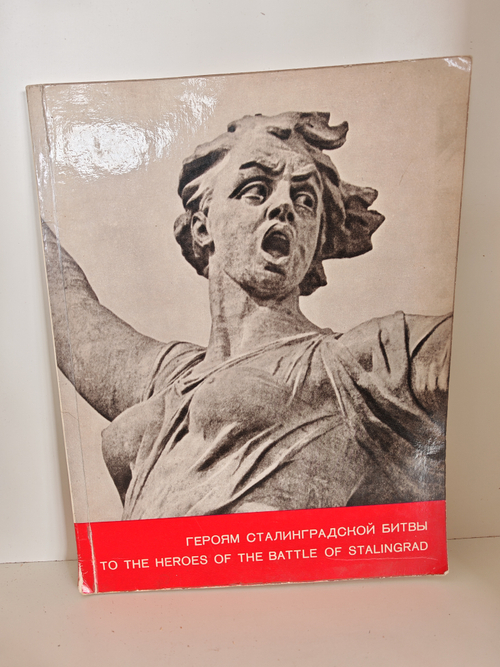 ГЕРОЯМ СТАЛИНГРАДСКОЙ БИТВЫ
TO THE HEROES OF THE BATTLE OF STALINGRAD